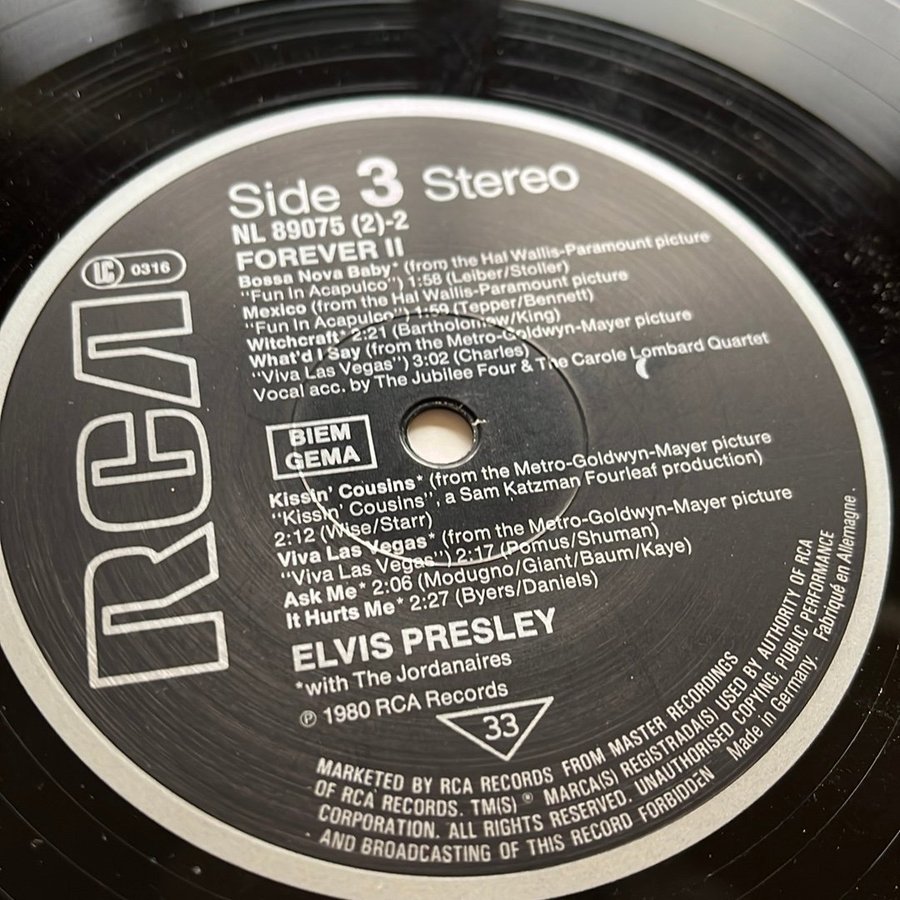 Side 3 Stereo
NL 89075 (2)-2
FOREVER II
Bossa Nova Baby* (from the Hal Wallis-Paramount picture
"Fun In Acapulco") 1:58 (Leiber/Stoller)
Mexico (from the Hal Wallis-Paramount picture
"Fun In Acapulco") 1:59 (Tepper/Bennett)
Witchcraft* 2:21 (Bartholomew/King)
What'd I Say (from the Metro-Goldwyn-Mayer picture
"Viva Las Vegas") 3:02 (Charles)
Vocal acc. by The Jubilee Four & The Carole Lombard Quartet
LC 0316
RCA
BIEM
GEMA
Kissin' Cousins* (from the Metro-Goldwyn-Mayer picture
"Kissin' Cousins", a Sam Katzman Fourleaf production)
2:12 (Wise/Starr)
Viva Las Vegas* (from the Metro-Goldwyn-Mayer picture
"Viva Las Vegas") 2:17 (Pomus/Shuman)
Ask Me* 2:06 (Modugno/Giant/Baum/Kaye)
It Hurts Me* 2:27 (Byers/Daniels)
ELVIS PRESLEY
*with The Jordanaires
℗ 1980 RCA Records
33
MARKETED BY RCA RECORDS FROM MASTER RECORDINGS
OF RCA RECORDS. TM(S) ® MARCA(S) REGISTRADA(S) USED BY AUTHORITY OF RCA
CORPORATION. ALL RIGHTS RESERVED. UNAUTHORISED COPYING, PUBLIC PERFORMANCE
AND BROADCASTING OF THIS RECORD FORBIDDEN Made in Germany. Fabriqué en Allemagne.